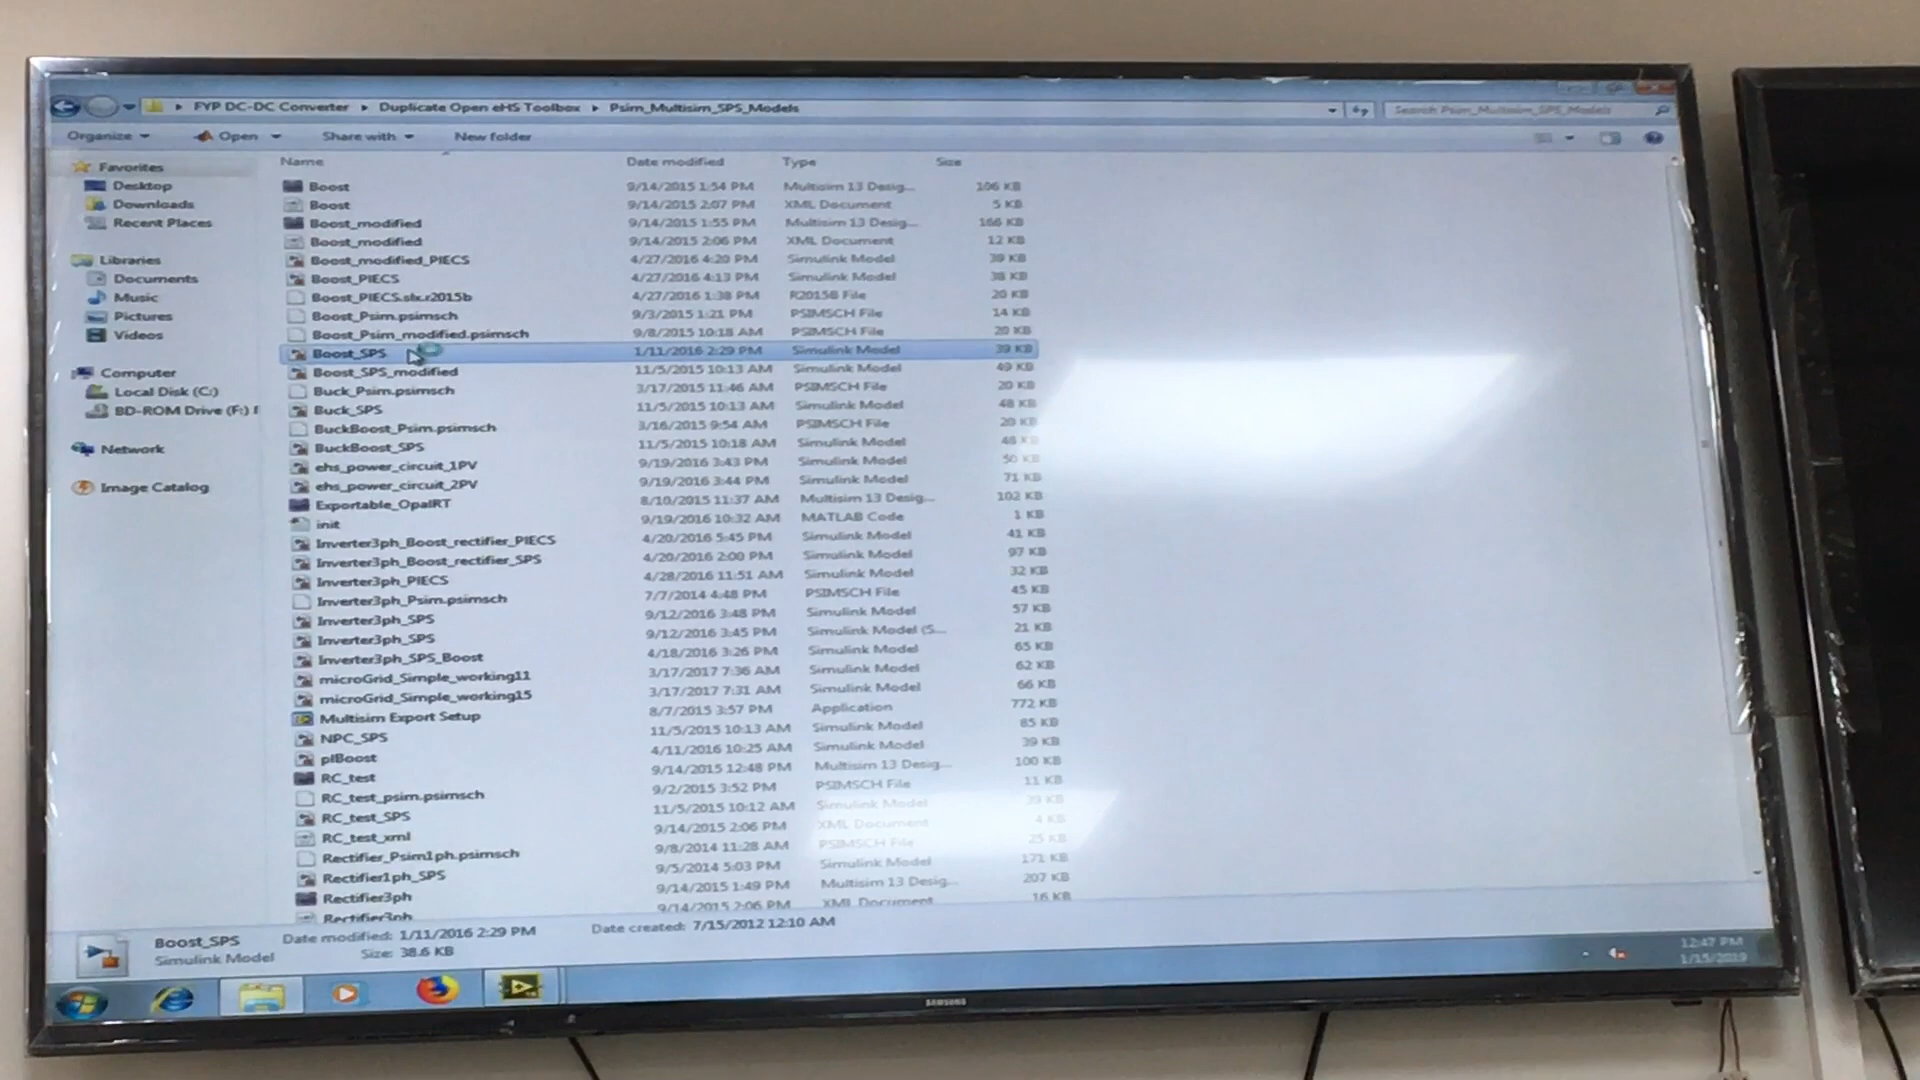 FYP DC-DC Converter ▸ Duplicate Open eHS Toolbox ▸ Psim_Multisim_SPS_Models
Search Psim_Multisim_SPS_Models
Organize Open Share with New folder
Name Date modified Type Size
Favorites
Desktop
Downloads
Recent Places
Libraries
Documents
Music
Pictures
Videos
Computer
Local Disk (C:)
BD-ROM Drive (F:) F
Network
Image Catalog
Boost 9/14/2015 1:54 PM Multisim 13 Desig... 106 KB
Boost 9/14/2015 2:07 PM XML Document 5 KB
Boost_modified 9/14/2015 1:55 PM Multisim 13 Desig... 166 KB
Boost_modified 9/14/2015 2:06 PM XML Document 12 KB
Boost_modified_PIECS 4/27/2016 4:20 PM Simulink Model 39 KB
Boost_PIECS 4/27/2016 4:13 PM Simulink Model 38 KB
Boost_PIECS.slx.r2015b 4/27/2016 1:38 PM R2015B File 20 KB
Boost_Psim.psimsch 9/3/2015 1:21 PM PSIMSCH File 14 KB
Boost_Psim_modified.psimsch 9/8/2015 10:18 AM PSIMSCH File 20 KB
Boost_SPS 1/11/2016 2:29 PM Simulink Model 39 KB
Boost_SPS_modified 11/5/2015 10:13 AM Simulink Model 49 KB
Buck_Psim.psimsch 3/17/2015 11:46 AM PSIMSCH File 20 KB
Buck_SPS 11/5/2015 10:13 AM Simulink Model 48 KB
BuckBoost_Psim.psimsch 3/16/2015 9:54 AM PSIMSCH File 20 KB
BuckBoost_SPS 11/5/2015 10:18 AM Simulink Model 48 KB
ehs_power_circuit_1PV 9/19/2016 3:43 PM Simulink Model 50 KB
ehs_power_circuit_2PV 9/19/2016 3:44 PM Simulink Model 71 KB
Exportable_OpalRT 8/10/2015 11:37 AM Multisim 13 Desig... 102 KB
init 9/19/2016 10:32 AM MATLAB Code 1 KB
Inverter3ph_Boost_rectifier_PIECS 4/20/2016 5:45 PM Simulink Model 41 KB
Inverter3ph_Boost_rectifier_SPS 4/20/2016 2:00 PM Simulink Model 97 KB
Inverter3ph_PIECS 4/28/2016 11:51 AM Simulink Model 32 KB
Inverter3ph_Psim.psimsch 7/7/2014 4:48 PM PSIMSCH File 45 KB
Inverter3ph_SPS 9/12/2016 3:48 PM Simulink Model 57 KB
Inverter3ph_SPS 9/12/2016 3:45 PM Simulink Model (S... 21 KB
Inverter3ph_SPS_Boost 4/18/2016 3:26 PM Simulink Model 65 KB
microGrid_Simple_working11 3/17/2017 7:36 AM Simulink Model 62 KB
microGrid_Simple_working15 3/17/2017 7:31 AM Simulink Model 66 KB
Multisim Export Setup 8/7/2015 3:57 PM Application 772 KB
NPC_SPS 11/5/2015 10:13 AM Simulink Model 85 KB
plBoost 4/11/2016 10:25 AM Simulink Model 39 KB
RC_test 9/14/2015 12:48 PM Multisim 13 Desig... 100 KB
RC_test_psim.psimsch 9/2/2015 3:52 PM PSIMSCH File 11 KB
RC_test_SPS 11/5/2015 10:12 AM Simulink Model 39 KB
RC_test_xml 9/14/2015 2:06 PM XML Document 4 KB
Rectifier_Psim1ph.psimsch 9/8/2014 11:28 AM PSIMSCH File 25 KB
Rectifier1ph_SPS 9/5/2014 5:03 PM Simulink Model 171 KB
Rectifier3ph 9/14/2015 1:49 PM Multisim 13 Desig... 207 KB
Rectifier3ph 9/14/2015 2:06 PM XML Document 16 KB
Boost_SPS Date modified: 1/11/2016 2:29 PM Date created: 7/15/2012 12:10 AM
Simulink Model Size: 38.6 KB
12:47 PM
1/15/2019
SAMSUNG